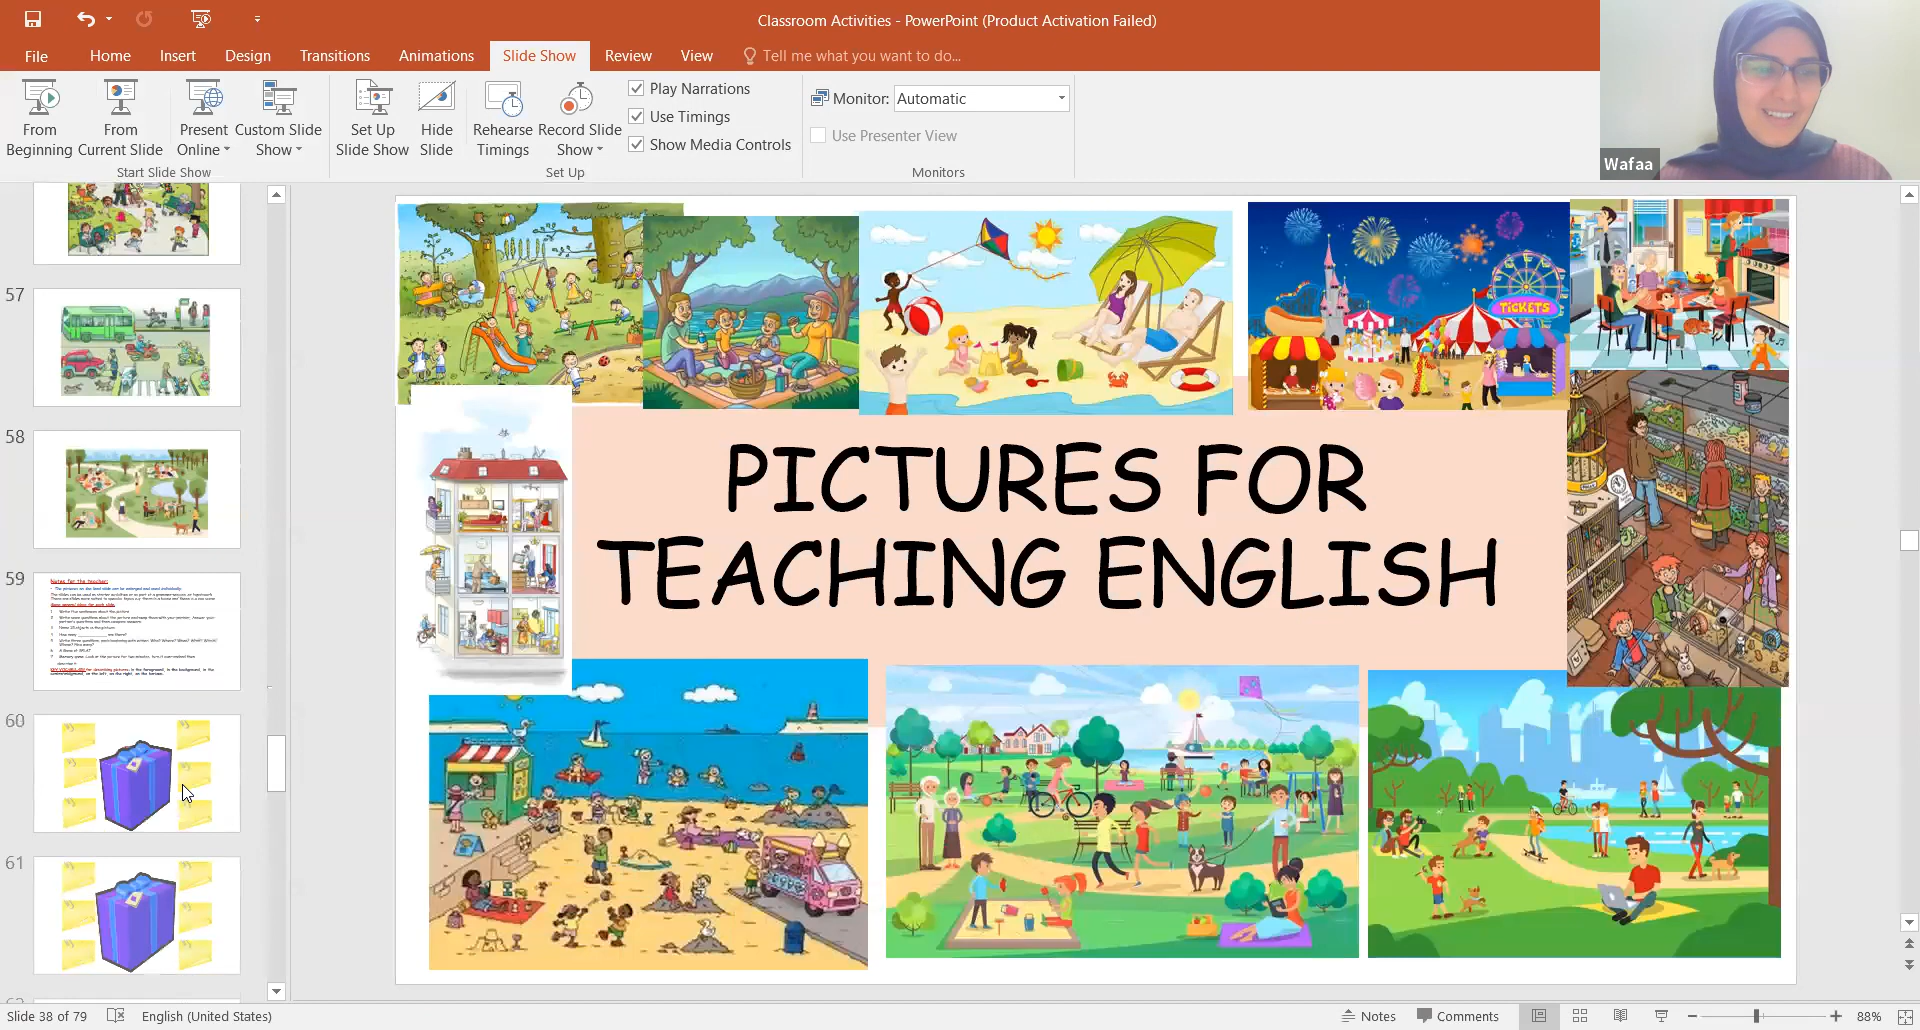 Classroom Activities - PowerPoint (Product Activation Failed)
File Home Insert Design Transitions Animations Slide Show Review View Tell me what you want to do...
From Beginning
From Current Slide
Present Online
Custom Slide Show
Set Up Slide Show
Hide Slide
Rehearse Timings
Record Slide Show
Play Narrations
Use Timings
Show Media Controls
Monitor: Automatic
Use Presenter View
Start Slide Show
Set Up
Monitors
Wafaa
57
58
59
Notes for the teacher:
60
61
TICKETS
PICTURES FOR
TEACHING ENGLISH
Slide 38 of 79 English (United States) Notes Comments 88%